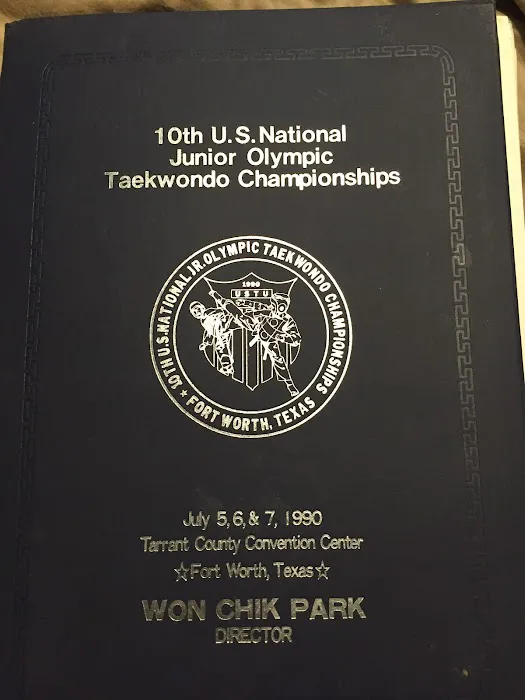 10th U.S. National
Junior Olympic
Taekwondo Championships
10TH U.S. NATIONAL JR. OLYMPIC TAEKWONDO CHAMPIONSHIPS
1990
USTU
★ FORT WORTH, TEXAS
July 5, 6, & 7, 1990
Tarrant County Convention Center
☆Fort Worth, Texas☆
WON CHIK PARK
DIRECTOR